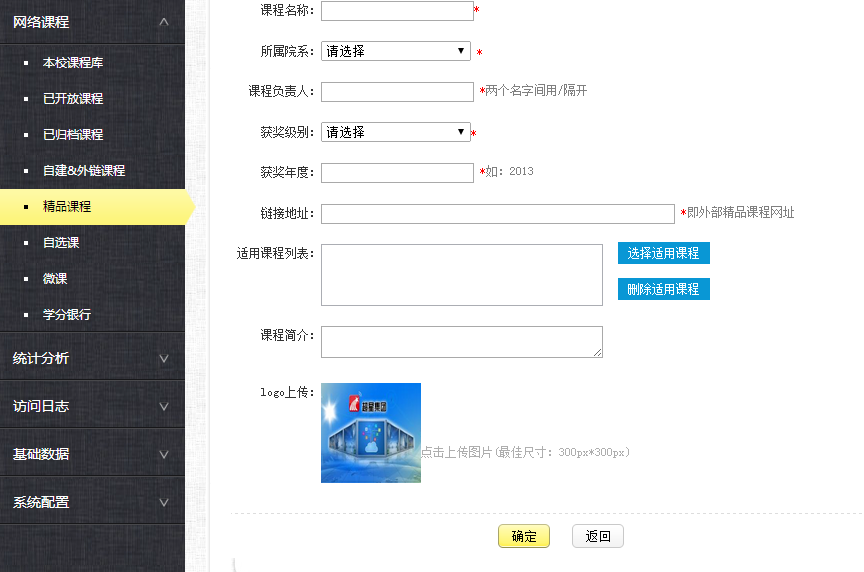 网络课程
本校课程库
已开放课程
已归档课程
自建&外链课程
精品课程
自选课
微课
学分银行
统计分析
访问日志
基础数据
系统配置
课程名称：*
所属院系：请选择 *
课程负责人：*两个名字间用/隔开
获奖级别：请选择*
获奖年度：*如：2013
链接地址：*即外部精品课程网址
适用课程列表：选择适用课程
删除适用课程
课程简介：
logo上传：
超星集团
点击上传图片(最佳尺寸：300px*300px)
确定 返回